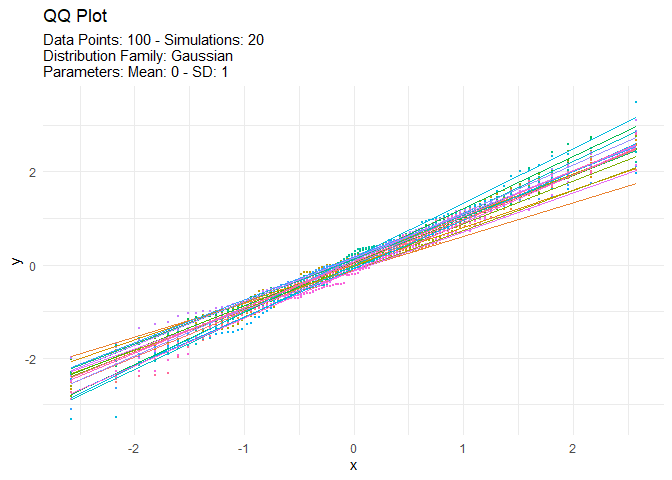 QQ Plot
Data Points: 100 - Simulations: 20
Distribution Family: Gaussian
Parameters: Mean: 0 - SD: 1
2
y
0
-2
-2 -1 0 1 2
x